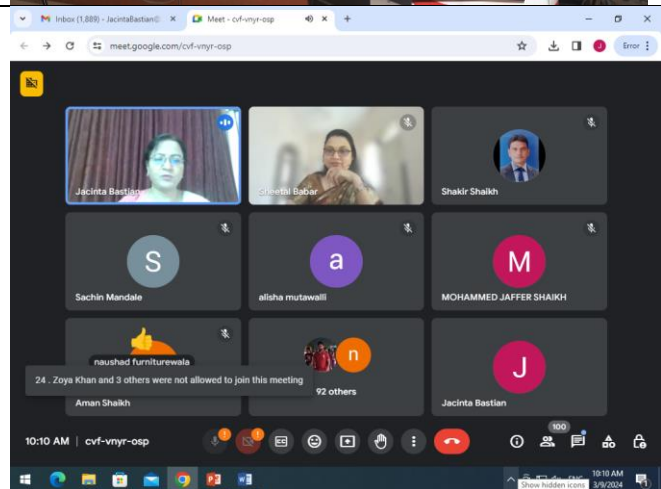 Inbox (1,889) - JacintaBastian@
Meet - cvf-vnyr-osp
meet.google.com/cvf-vnyr-osp
Error
Jacinta Bastian
Sheetal Babar
Shakir Shaikh
S
a
M
Sachin Mandale
alisha mutawalli
MOHAMMED JAFFER SHAIKH
naushad furniturewala
n
J
24 . Zoya Khan and 3 others were not allowed to join this meeting
92 others
Aman Shaikh
Jacinta Bastian
10:10 AM | cvf-vnyr-osp
100
10:10 AM
Show hidden icons
3/9/2024